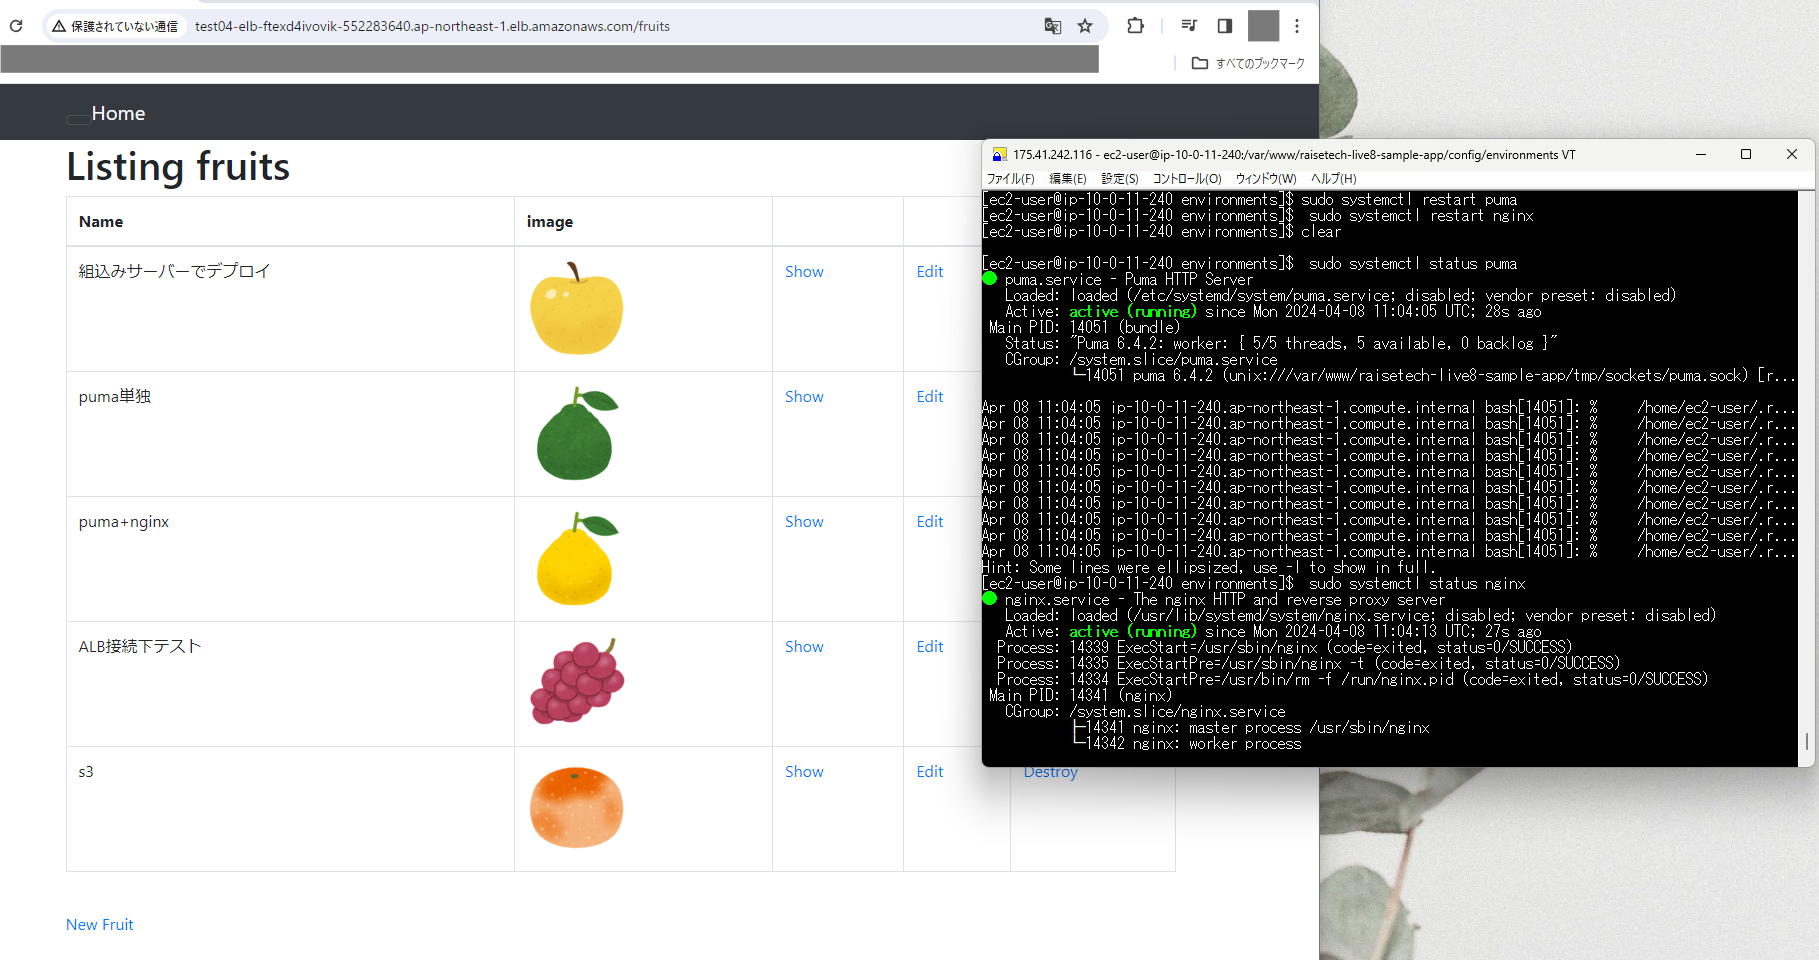 保護されていない通信 test04-elb-ftexd4ivovik-552283640.ap-northeast-1.elb.amazonaws.com/fruits
すべてのブックマーク
Home
Listing fruits
Name image
組込みサーバーでデプロイ Show Edit
puma単独 Show Edit
puma+nginx Show Edit
ALB接続下テスト Show Edit
s3 Show Edit Destroy
New Fruit
175.41.242.116 - ec2-user@ip-10-0-11-240:/var/www/raisetech-live8-sample-app/config/environments VT
ファイル(F) 編集(E) 設定(S) コントロール(O) ウィンドウ(W) ヘルプ(H)
[ec2-user@ip-10-0-11-240 environments]$ sudo systemctl restart puma
[ec2-user@ip-10-0-11-240 environments]$  sudo systemctl restart nginx
[ec2-user@ip-10-0-11-240 environments]$ clear
[ec2-user@ip-10-0-11-240 environments]$  sudo systemctl status puma
● puma.service - Puma HTTP Server
Loaded: loaded (/etc/systemd/system/puma.service; disabled; vendor preset: disabled)
Active: active (running) since Mon 2024-04-08 11:04:05 UTC; 28s ago
Main PID: 14051 (bundle)
Status: "Puma 6.4.2: worker: { 5/5 threads, 5 available, 0 backlog }"
CGroup: /system.slice/puma.service
└─14051 puma 6.4.2 (unix:///var/www/raisetech-live8-sample-app/tmp/sockets/puma.sock) [r...
Apr 08 11:04:05 ip-10-0-11-240.ap-northeast-1.compute.internal bash[14051]: %     /home/ec2-user/.r...
Apr 08 11:04:05 ip-10-0-11-240.ap-northeast-1.compute.internal bash[14051]: %     /home/ec2-user/.r...
Apr 08 11:04:05 ip-10-0-11-240.ap-northeast-1.compute.internal bash[14051]: %     /home/ec2-user/.r...
Apr 08 11:04:05 ip-10-0-11-240.ap-northeast-1.compute.internal bash[14051]: %     /home/ec2-user/.r...
Apr 08 11:04:05 ip-10-0-11-240.ap-northeast-1.compute.internal bash[14051]: %     /home/ec2-user/.r...
Apr 08 11:04:05 ip-10-0-11-240.ap-northeast-1.compute.internal bash[14051]: %     /home/ec2-user/.r...
Apr 08 11:04:05 ip-10-0-11-240.ap-northeast-1.compute.internal bash[14051]: %     /home/ec2-user/.r...
Apr 08 11:04:05 ip-10-0-11-240.ap-northeast-1.compute.internal bash[14051]: %     /home/ec2-user/.r...
Apr 08 11:04:05 ip-10-0-11-240.ap-northeast-1.compute.internal bash[14051]: %     /home/ec2-user/.r...
Apr 08 11:04:05 ip-10-0-11-240.ap-northeast-1.compute.internal bash[14051]: %     /home/ec2-user/.r...
Hint: Some lines were ellipsized, use -l to show in full.
[ec2-user@ip-10-0-11-240 environments]$  sudo systemctl status nginx
● nginx.service - The nginx HTTP and reverse proxy server
Loaded: loaded (/usr/lib/systemd/system/nginx.service; disabled; vendor preset: disabled)
Active: active (running) since Mon 2024-04-08 11:04:13 UTC; 27s ago
Process: 14339 ExecStart=/usr/sbin/nginx (code=exited, status=0/SUCCESS)
Process: 14335 ExecStartPre=/usr/sbin/nginx -t (code=exited, status=0/SUCCESS)
Process: 14334 ExecStartPre=/usr/bin/rm -f /run/nginx.pid (code=exited, status=0/SUCCESS)
Main PID: 14341 (nginx)
CGroup: /system.slice/nginx.service
├─14341 nginx: master process /usr/sbin/nginx
└─14342 nginx: worker process